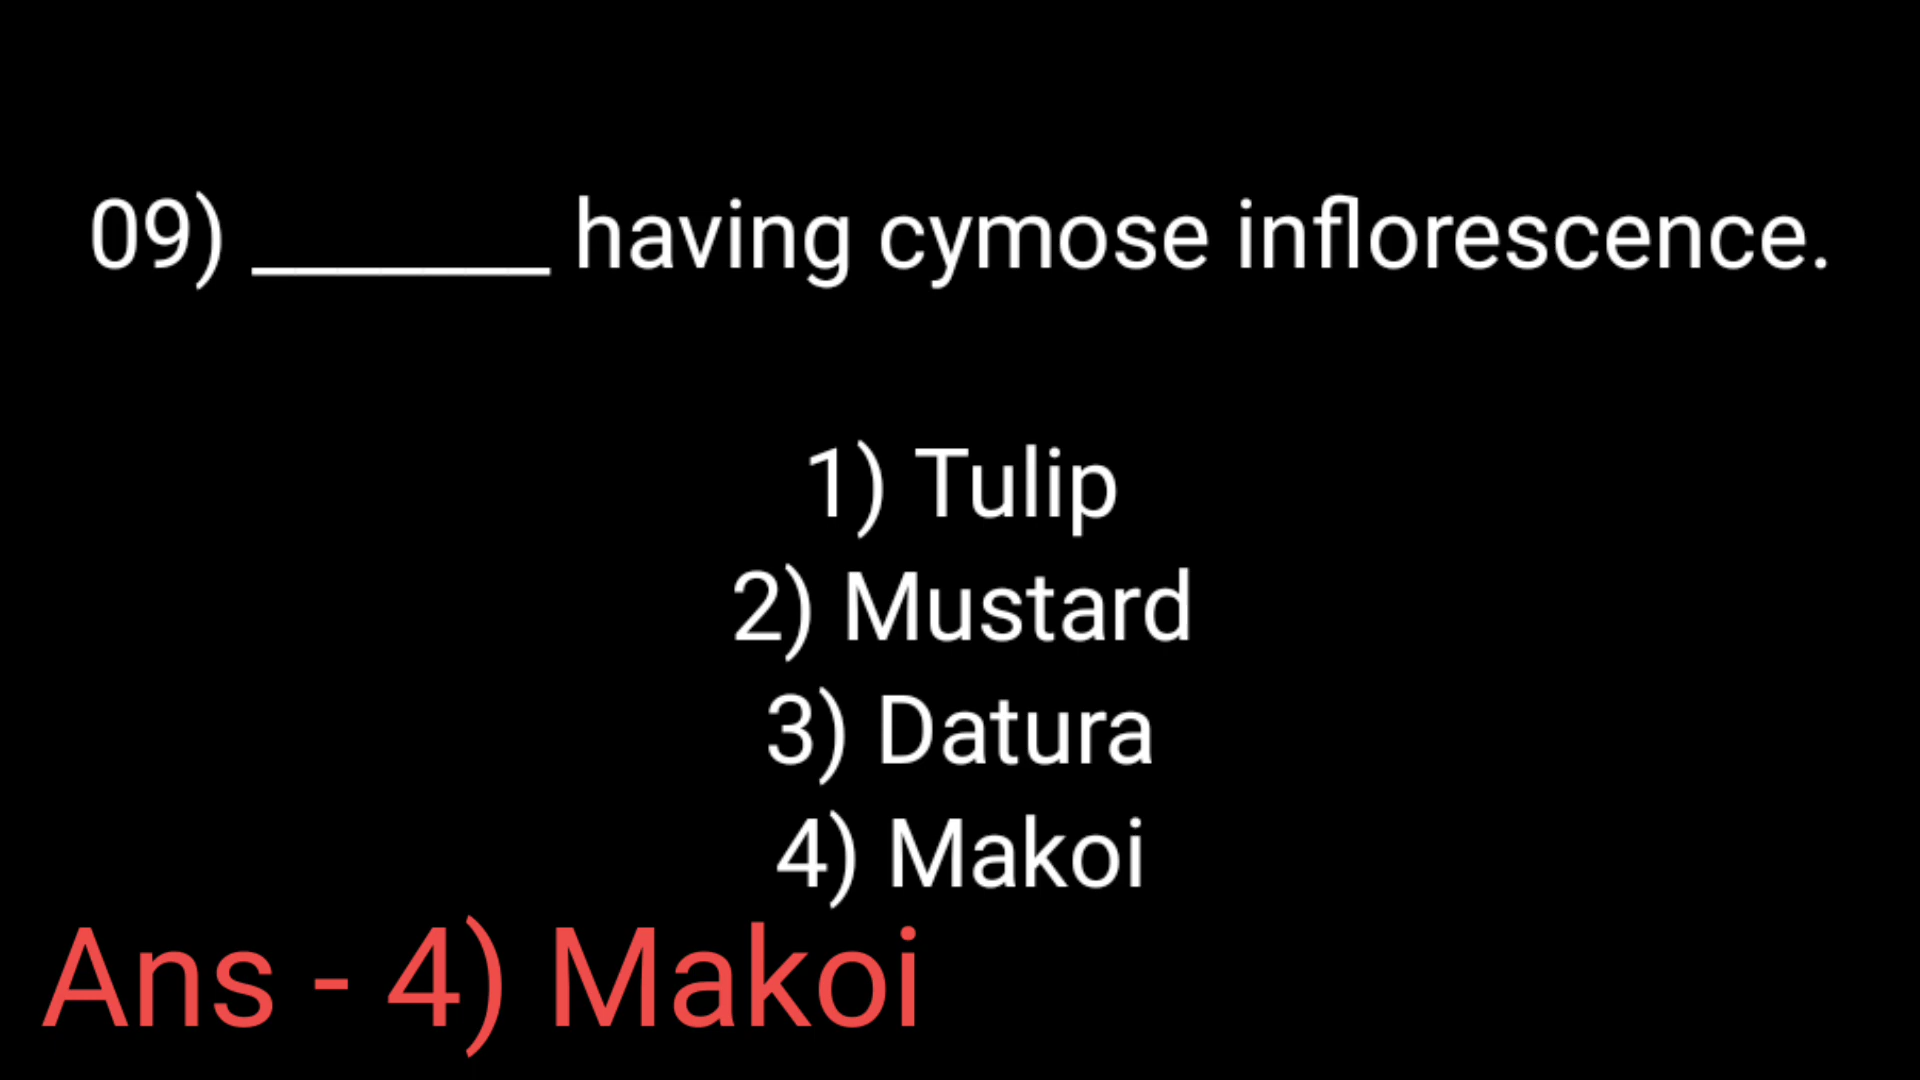 09) _______ having cymose inflorescence.
1) Tulip
2) Mustard
3) Datura
4) Makoi
Ans - 4) Makoi